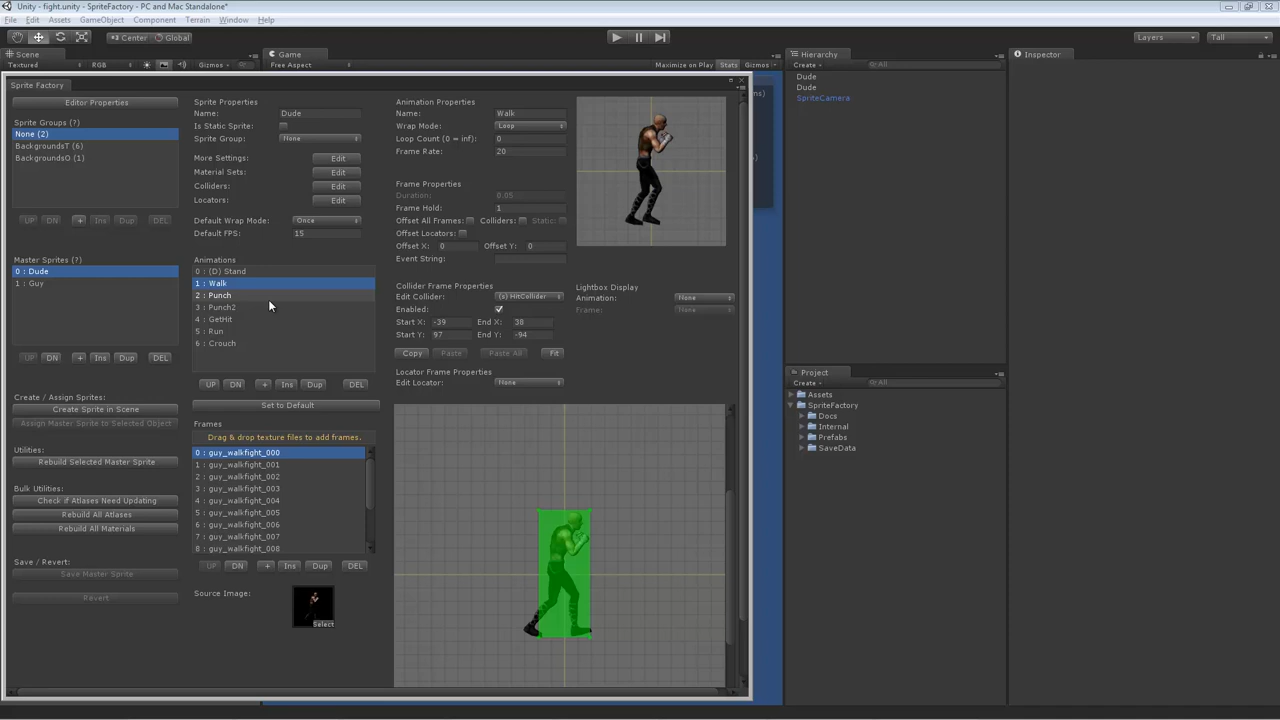 Unity - fight.unity - SpriteFactory - PC and Mac Standalone*
File Edit Assets GameObject Component Terrain Window Help
Center Global Layers Tall
Scene Game Hierarchy Inspector
Textured RGB Gizmos All Free Aspect Maximize on Play Stats Gizmos Create All
Sprite Factory
Dude
Dude
SpriteCamera
Editor Properties
Sprite Groups (?)
None (2)
BackgroundsT (6)
BackgroundsO (1)
UP DN + Ins Dup DEL
Master Sprites (?)
0 : Dude
1 : Guy
UP DN + Ins Dup DEL
Create / Assign Sprites:
Create Sprite in Scene
Assign Master Sprite to Selected Object
Utilities:
Rebuild Selected Master Sprite
Bulk Utilities:
Check if Atlases Need Updating
Rebuild All Atlases
Rebuild All Materials
Save / Revert:
Save Master Sprite
Revert
Sprite Properties
Name: Dude
Is Static Sprite:
Sprite Group: None
More Settings: Edit
Material Sets: Edit
Colliders: Edit
Locators: Edit
Default Wrap Mode: Once
Default FPS: 15
Animations
0 : (D) Stand
1 : Walk
2 : Punch
3 : Punch2
4 : GetHit
5 : Run
6 : Crouch
UP DN + Ins Dup DEL
Set to Default
Frames
Drag & drop texture files to add frames.
0 : guy_walkfight_000
1 : guy_walkfight_001
2 : guy_walkfight_002
3 : guy_walkfight_003
4 : guy_walkfight_004
5 : guy_walkfight_005
6 : guy_walkfight_006
7 : guy_walkfight_007
8 : guy_walkfight_008
UP DN + Ins Dup DEL
Source Image:
Select
Animation Properties
Name: Walk
Wrap Mode: Loop
Loop Count (0 = inf): 0
Frame Rate: 20
Frame Properties
Duration: 0.05
Frame Hold: 1
Offset All Frames: Colliders: Static:
Offset Locators:
Offset X: 0 Offset Y: 0
Event String:
Collider Frame Properties
Edit Collider: (s) HitCollider
Enabled:
Start X: -39 End X: 38
Start Y: 97 End Y: -94
Copy Paste Paste All Fit
Locator Frame Properties
Edit Locator: None
Lightbox Display
Animation: None
Frame: None
ns)
Project
Create All
Assets
SpriteFactory
Docs
Internal
Prefabs
SaveData